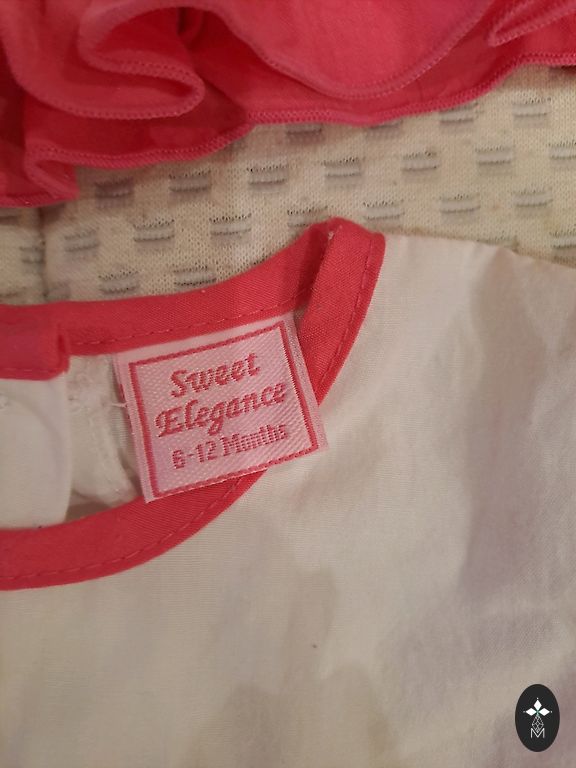 Sweet
Elegance
6-12 Months
M